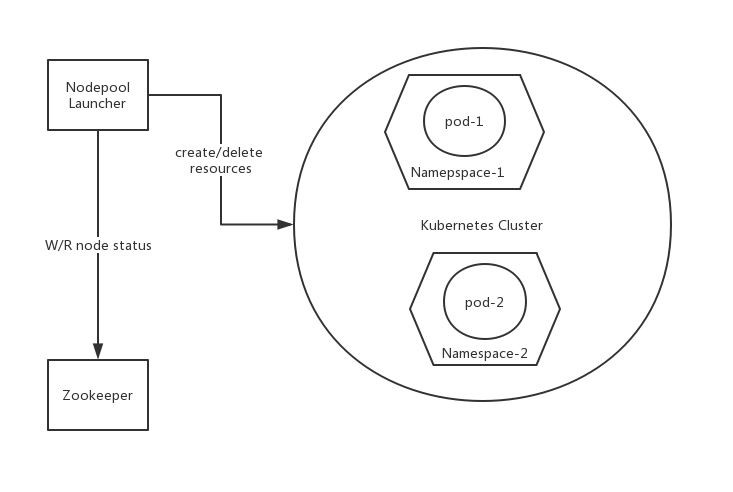 Nodepool
Launcher
create/delete
resources
W/R node status
Zookeeper
pod-1
Namepspace-1
Kubernetes Cluster
pod-2
Namespace-2